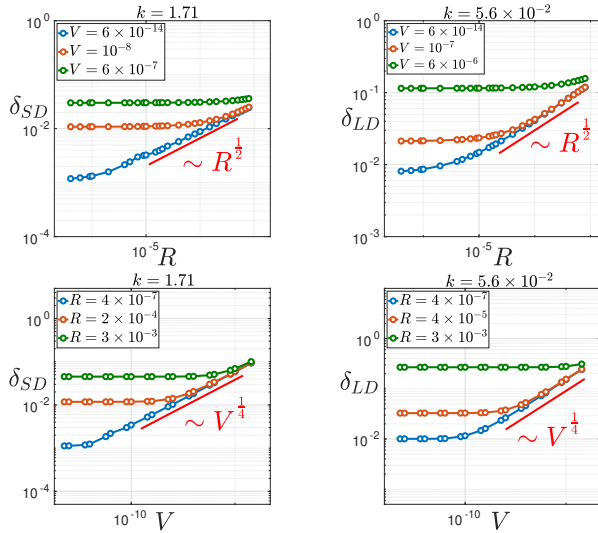 k = 1.71
10^0
V = 6 × 10^-14
V = 10^-8
V = 6 × 10^-7
δ_SD
10^-2
~ R^1/2
10^-4
10^-5
R
k = 5.6 × 10^-2
10^0
V = 6 × 10^-14
V = 10^-7
V = 6 × 10^-6
10^-1
δ_LD
10^-2
~ R^1/2
10^-3
10^-5
R
k = 1.71
10^0
R = 4 × 10^-7
R = 2 × 10^-4
R = 3 × 10^-3
δ_SD
10^-2
~ V^1/4
10^-4
10^-10
V
k = 5.6 × 10^-2
10^0
R = 4 × 10^-7
R = 4 × 10^-5
R = 3 × 10^-3
δ_LD
10^-2
~ V^1/4
10^-10
V